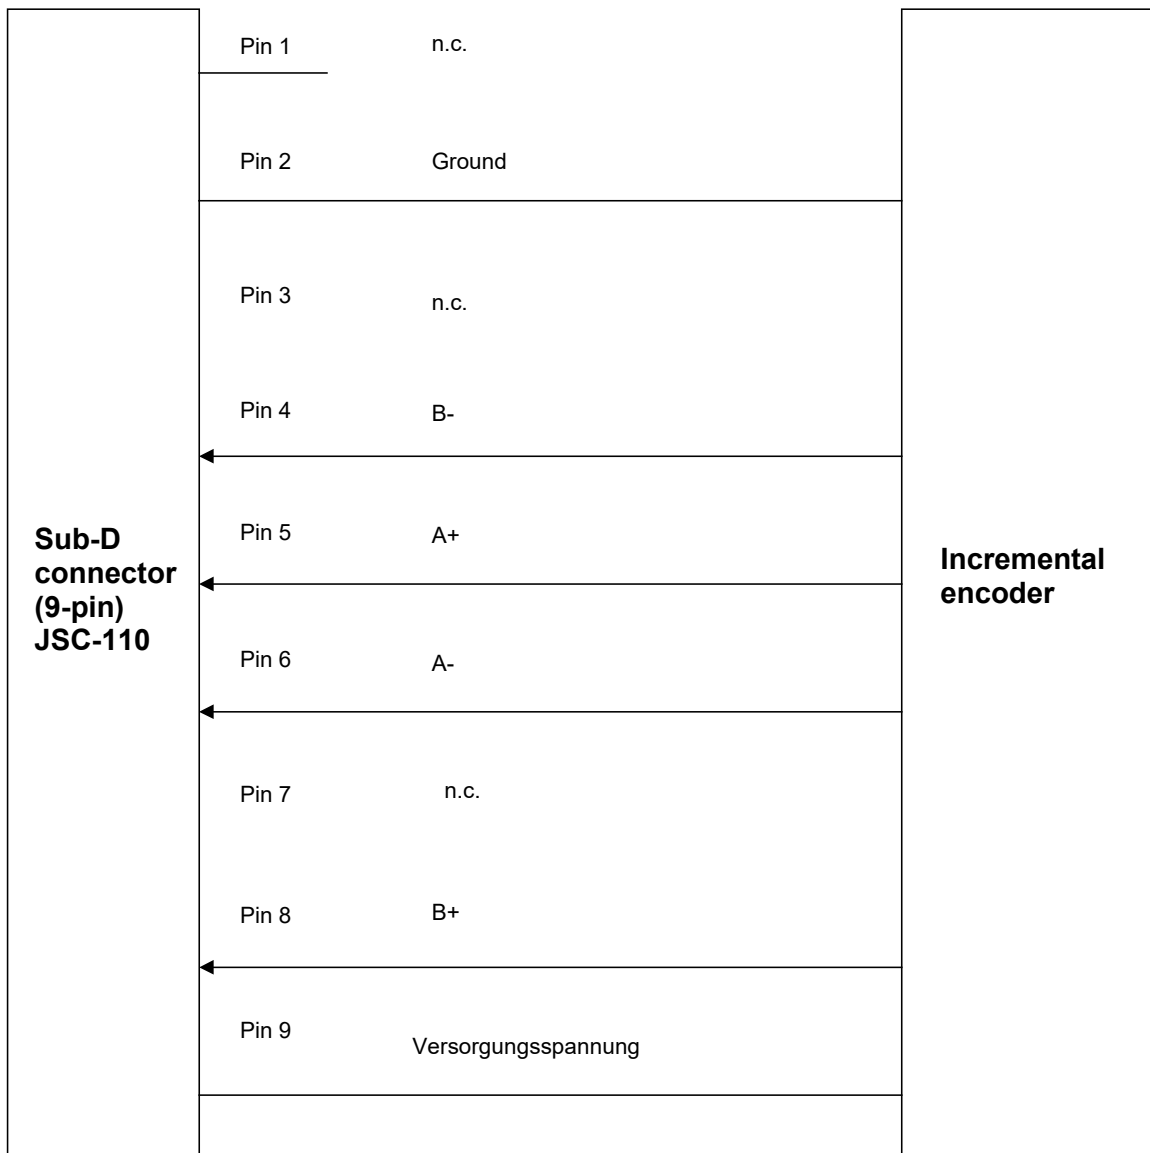 Pin 1
n.c.
Pin 2
Ground
Pin 3
n.c.
Pin 4
B-
Sub-D
connector
(9-pin)
JSC-110
Pin 5
A+
Incremental
encoder
Pin 6
A-
Pin 7
n.c.
Pin 8
B+
Pin 9
Versorgungsspannung